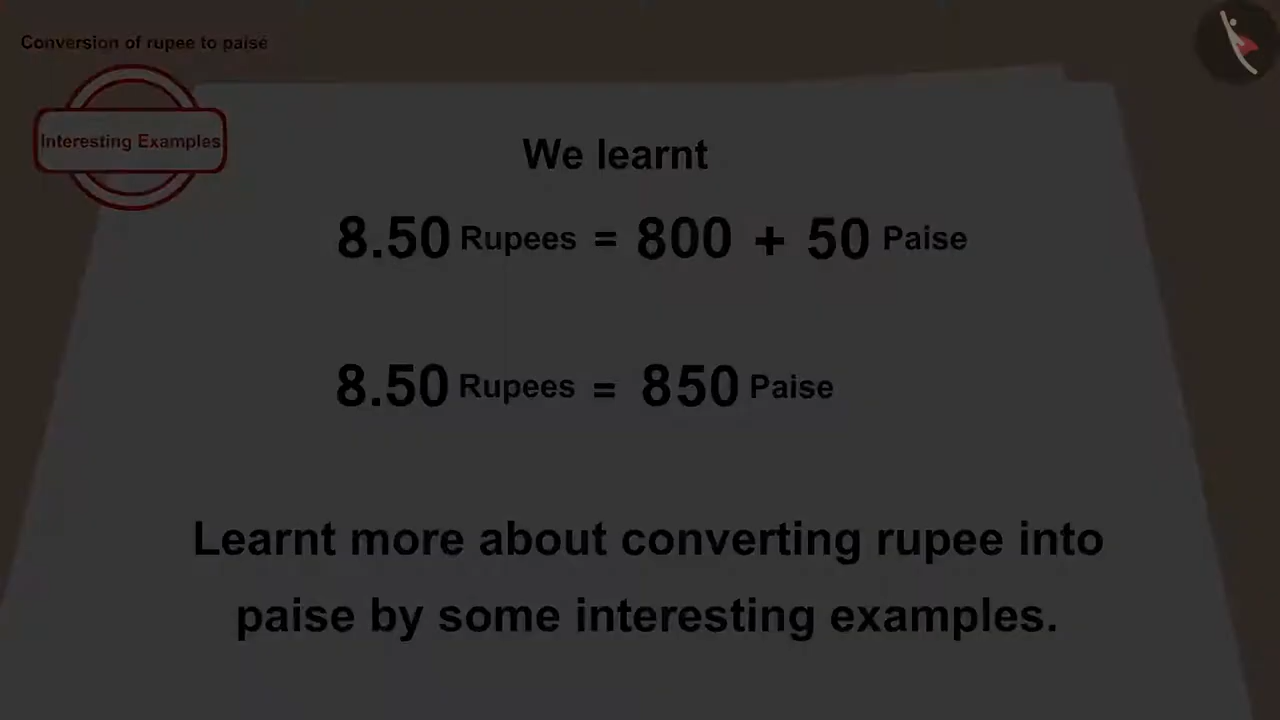 Conversion of rupee to paise
Interesting Examples
We learnt
8.50 Rupees = 800 + 50 Paise
8.50 Rupees = 850 Paise
Learnt more about converting rupee into
paise by some interesting examples.